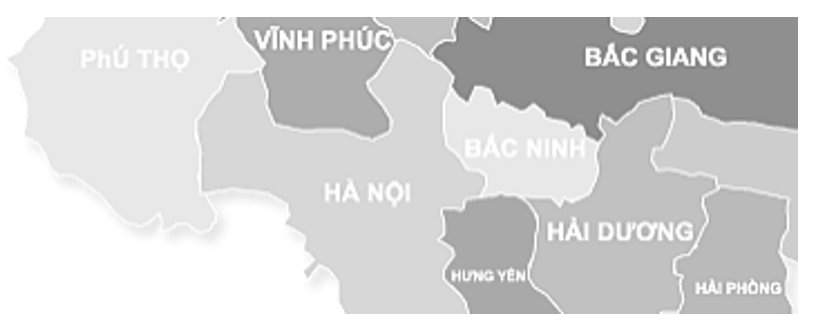 VĨNH PHÚC
PhÚ THỌ
BẮC GIANG
BẮC NINH
HÀ NỘI
HẢI DƯƠNG
HƯNG YÊN
HẢI PHÒNG